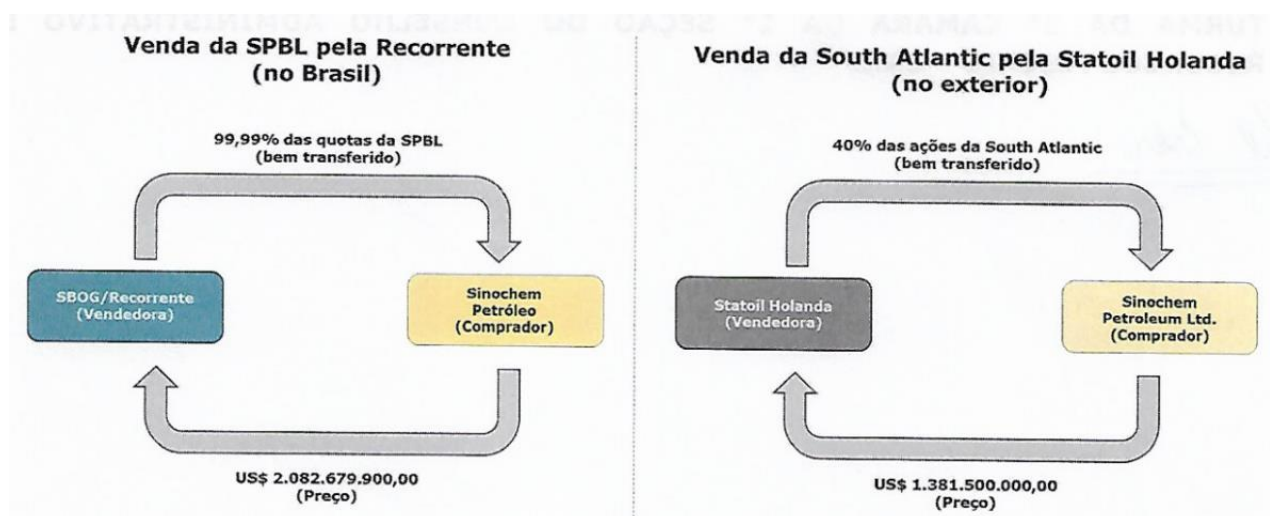 Venda da SPBL pela Recorrente
(no Brasil)
99,99% das quotas da SPBL
(bem transferido)
SBOG/Recorrente
(Vendedora)
Sinochem
Petróleo
(Comprador)
US$ 2.082.679.900,00
(Preço)
Venda da South Atlantic pela Statoil Holanda
(no exterior)
40% das ações da South Atlantic
(bem transferido)
Statoil Holanda
(Vendedora)
Sinochem
Petroleum Ltd.
(Comprador)
US$ 1.381.500.000,00
(Preço)